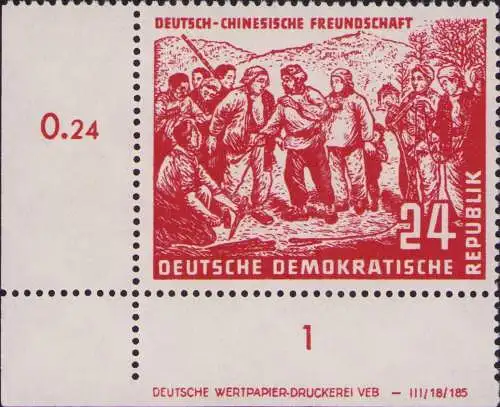 DEUTSCH-CHINESISCHE FREUNDSCHAFT
0.24
24
DEUTSCHE DEMOKRATISCHE
REPUBLIK
1
DEUTSCHE WERTPAPIER-DRUCKEREI VEB – III/18/185